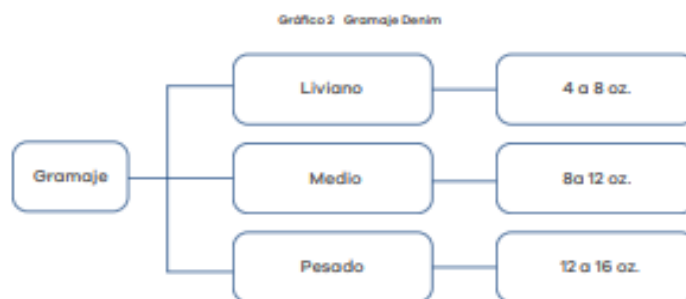 Gráfico 2 Gramaje Denim
Liviano
4 a 8 oz.
Gramaje
Medio
8a 12 oz.
Pesado
12 a 16 oz.